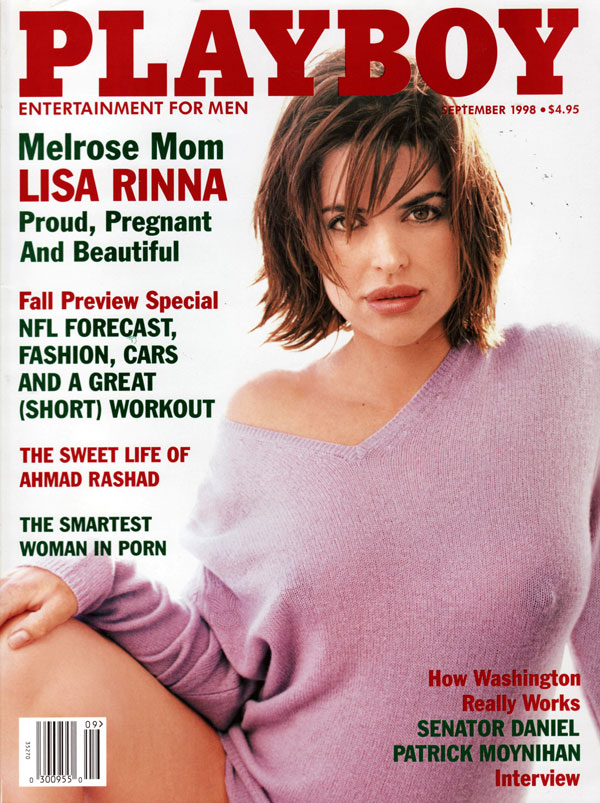 PLAYBOY
ENTERTAINMENT FOR MEN
SEPTEMBER 1998 • $4.95
Melrose Mom
LISA RINNA
Proud, Pregnant
And Beautiful
Fall Preview Special
NFL FORECAST,
FASHION, CARS
AND A GREAT
(SHORT) WORKOUT
THE SWEET LIFE OF
AHMAD RASHAD
THE SMARTEST
WOMAN IN PORN
How Washington
Really Works
SENATOR DANIEL
PATRICK MOYNIHAN
Interview
09>
35270
0 300955 0